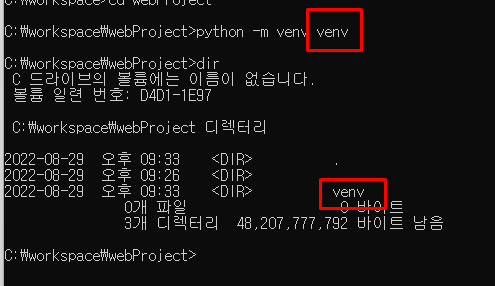 C:₩workspace>cd webProject
C:₩workspace₩webProject>python -m venv venv
C:₩workspace₩webProject>dir
C 드라이브의 볼륨에는 이름이 없습니다.
볼륨 일련 번호: D4D1-1E97
C:₩workspace₩webProject 디렉터리
2022-08-29 오후 09:33 <DIR> .
2022-08-29 오후 09:26 <DIR>
2022-08-29 오후 09:33 <DIR> venv
0개 파일 0 바이트
3개 디렉터리 48,207,777,792 바이트 남음
C:₩workspace₩webProject>